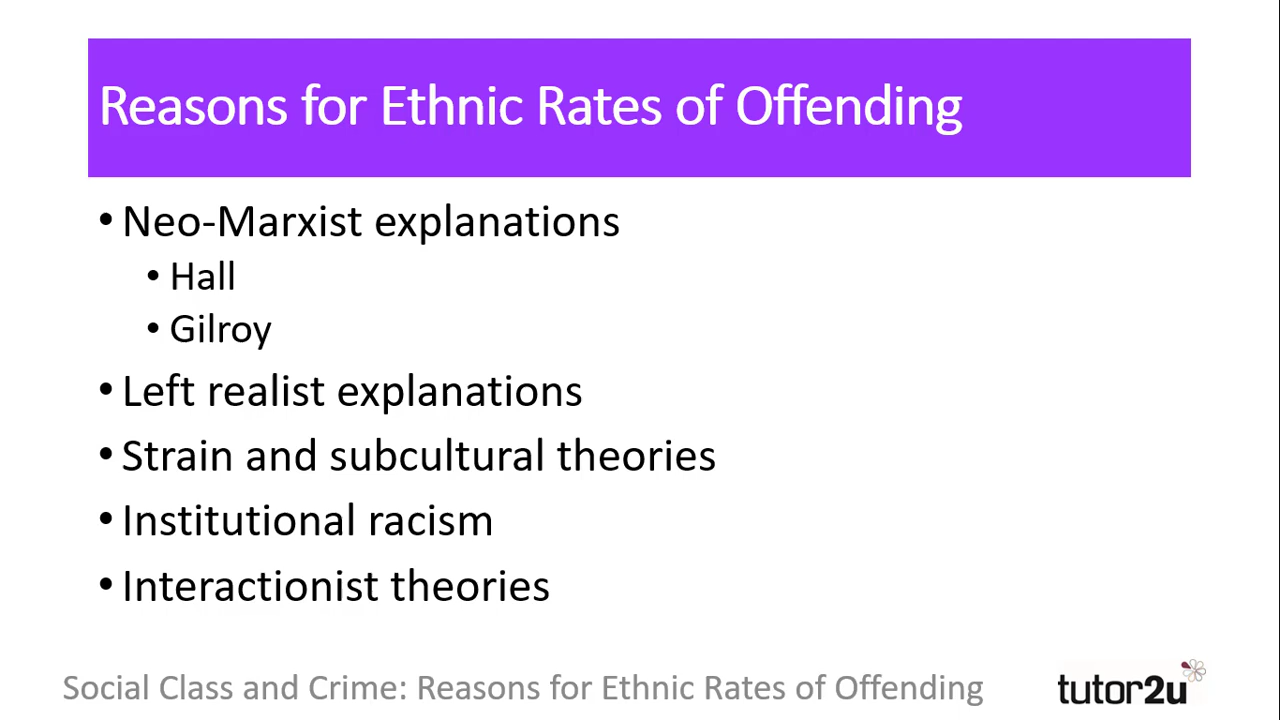 Reasons for Ethnic Rates of Offending
• Neo-Marxist explanations
• Hall
• Gilroy
• Left realist explanations
• Strain and subcultural theories
• Institutional racism
• Interactionist theories
Social Class and Crime: Reasons for Ethnic Rates of Offending
tutor2u